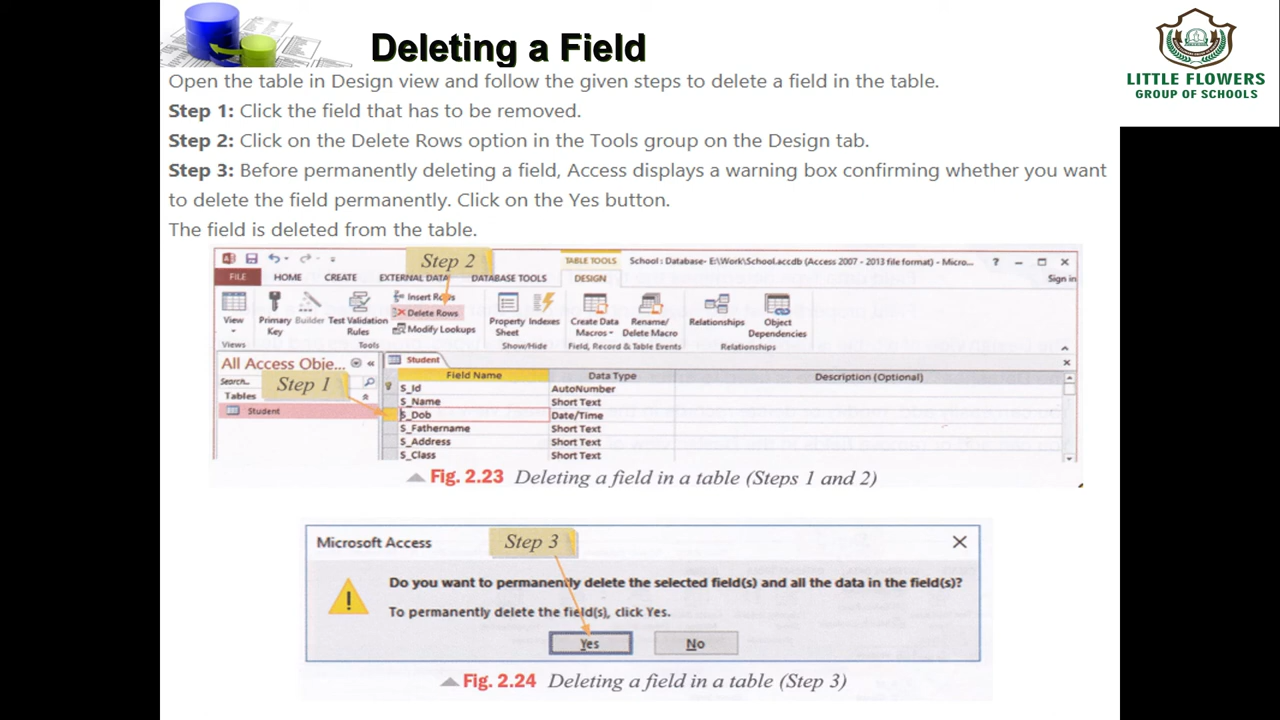 Deleting a Field
LITTLE FLOWERS
GROUP OF SCHOOLS
Open the table in Design view and follow the given steps to delete a field in the table.
Step 1: Click the field that has to be removed.
Step 2: Click on the Delete Rows option in the Tools group on the Design tab.
Step 3: Before permanently deleting a field, Access displays a warning box confirming whether you want
to delete the field permanently. Click on the Yes button.
The field is deleted from the table.
Step 2
TABLE TOOLS
School : Database- E:\Work\School.accdb (Access 2007 - 2013 file format) - Micro...
?
FILE HOME CREATE EXTERNAL DATA DATABASE TOOLS DESIGN
Sign in
View
Primary
Key
Builder
Test Validation
Rules
Insert Rows
Delete Rows
Modify Lookups
Property
Sheet
Indexes
Create Data
Macros
Rename/
Delete Macro
Relationships
Object
Dependencies
Views Tools Show/Hide Field, Record & Table Events Relationships
All Access Obje...
Search...
Tables
Student
Step 1
Student
Field Name Data Type Description (Optional)
S_Id AutoNumber
S_Name Short Text
S_Dob Date/Time
S_Fathername Short Text
S_Address Short Text
S_Class Short Text
Fig. 2.23 Deleting a field in a table (Steps 1 and 2)
Microsoft Access
Step 3
Do you want to permanently delete the selected field(s) and all the data in the field(s)?
To permanently delete the field(s), click Yes.
Yes No
Fig. 2.24 Deleting a field in a table (Step 3)